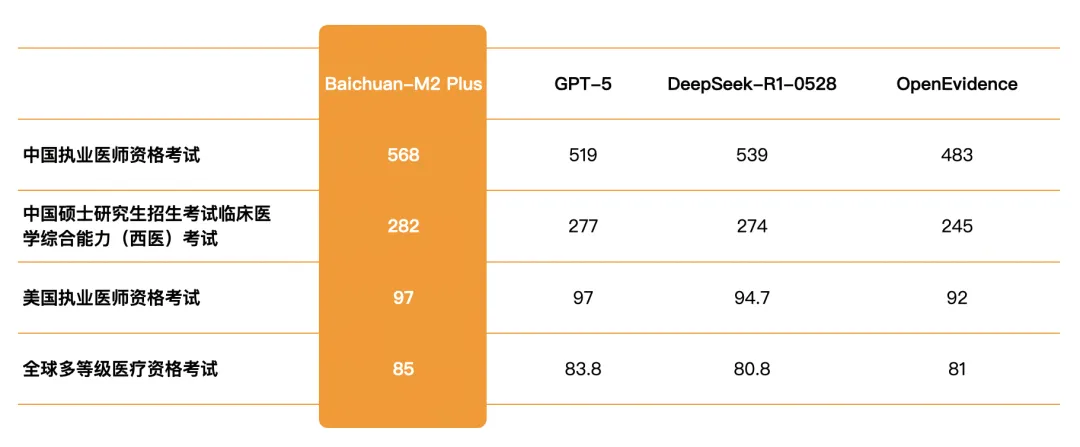 Baichuan-M2 Plus GPT-5 DeepSeek-R1-0528 OpenEvidence
中国执业医师资格考试 568 519 539 483
中国硕士研究生招生考试临床医
学综合能力（西医）考试 282 277 274 245
美国执业医师资格考试 97 97 94.7 92
全球多等级医疗资格考试 85 83.8 80.8 81